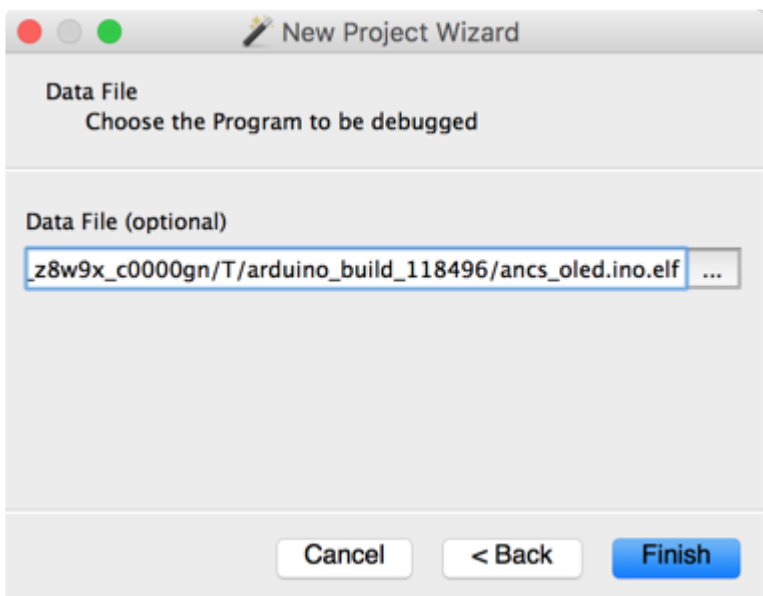 New Project Wizard
Data File
Choose the Program to be debugged
Data File (optional)
_z8w9x_c0000gn/T/arduino_build_118496/ancs_oled.ino.elf ...
Cancel < Back Finish